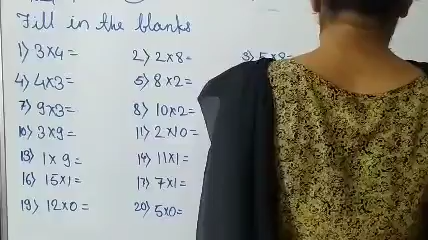 Fill in the blanks
1) 3x4= 2) 2x8= 3) 5x8=
4) 4x3= 5) 8x2=
7) 9x3= 8) 10x2=
10) 3x9= 11) 2x10=
13) 1x9= 14) 11x1=
16) 15x1= 17) 7x1=
19) 12x0= 20) 5x0=